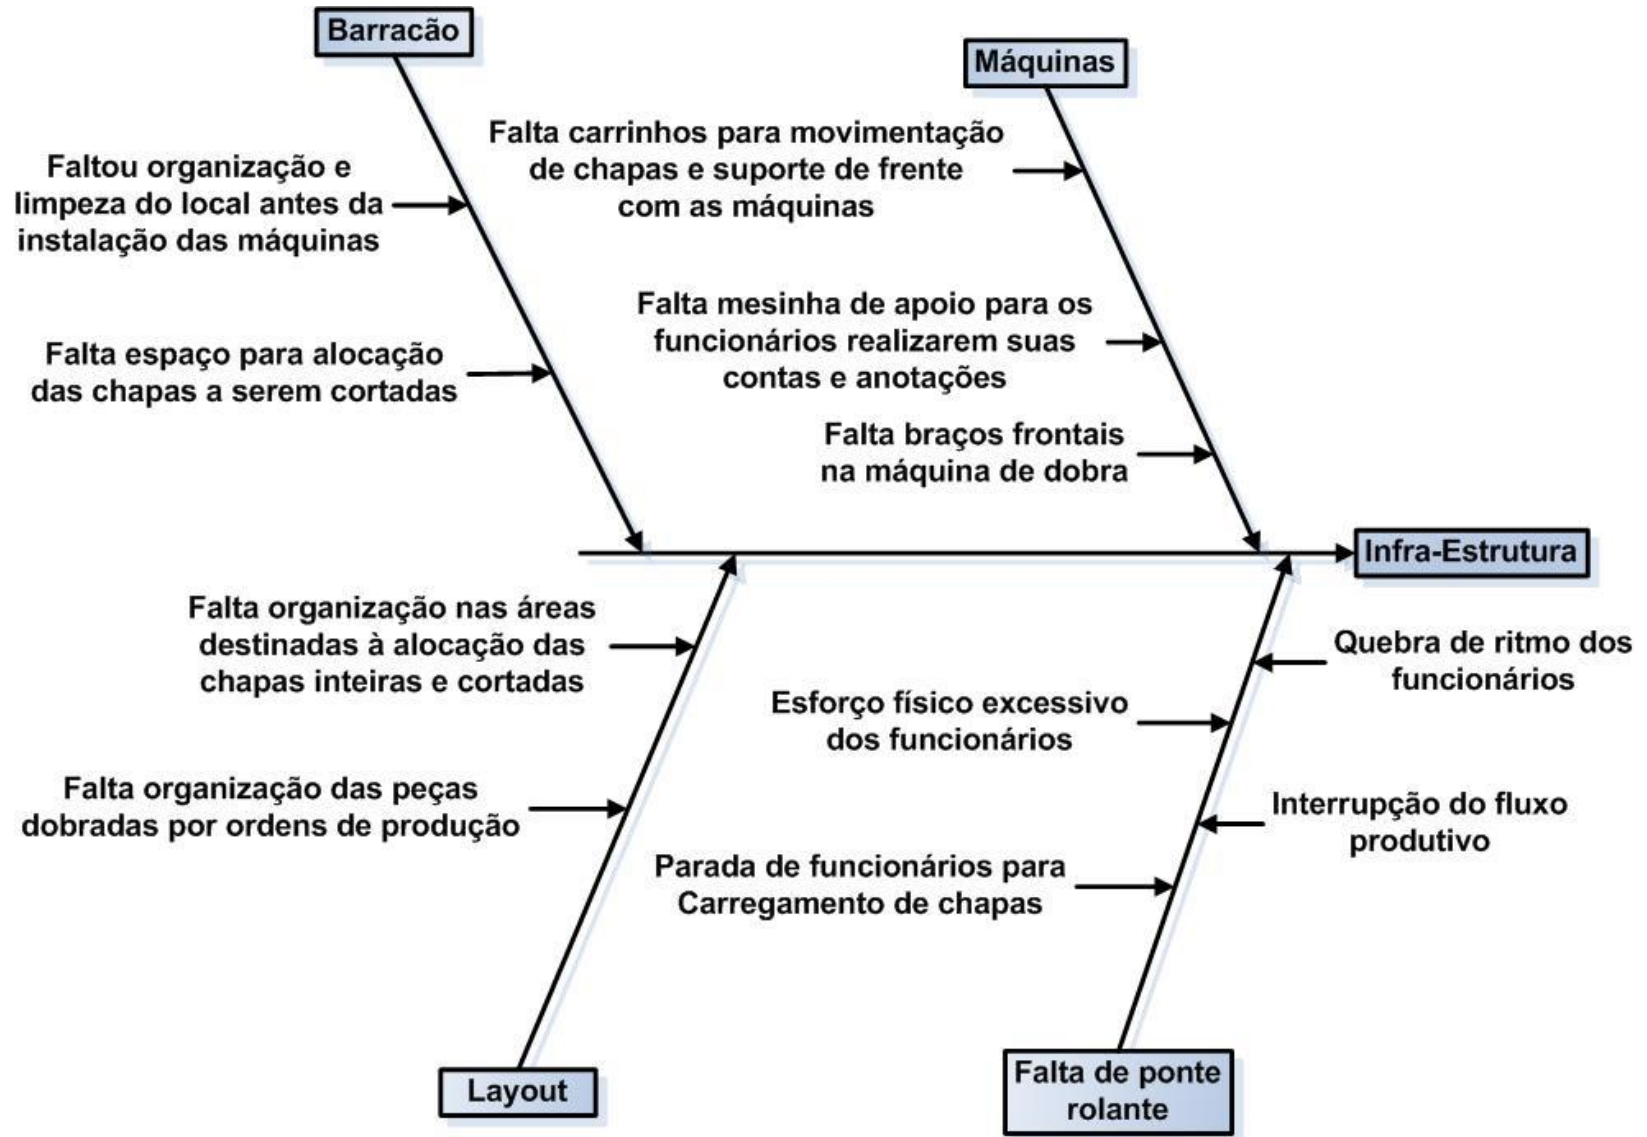 Barracão
Máquinas
Falta carrinhos para movimentação
de chapas e suporte de frente
com as máquinas
Faltou organização e
limpeza do local antes da
instalação das máquinas
Falta mesinha de apoio para os
funcionários realizarem suas
contas e anotações
Falta espaço para alocação
das chapas a serem cortadas
Falta braços frontais
na máquina de dobra
Infra-Estrutura
Falta organização nas áreas
destinadas à alocação das
chapas inteiras e cortadas
Quebra de ritmo dos
funcionários
Esforço físico excessivo
dos funcionários
Falta organização das peças
dobradas por ordens de produção
Interrupção do fluxo
produtivo
Parada de funcionários para
Carregamento de chapas
Layout
Falta de ponte
rolante